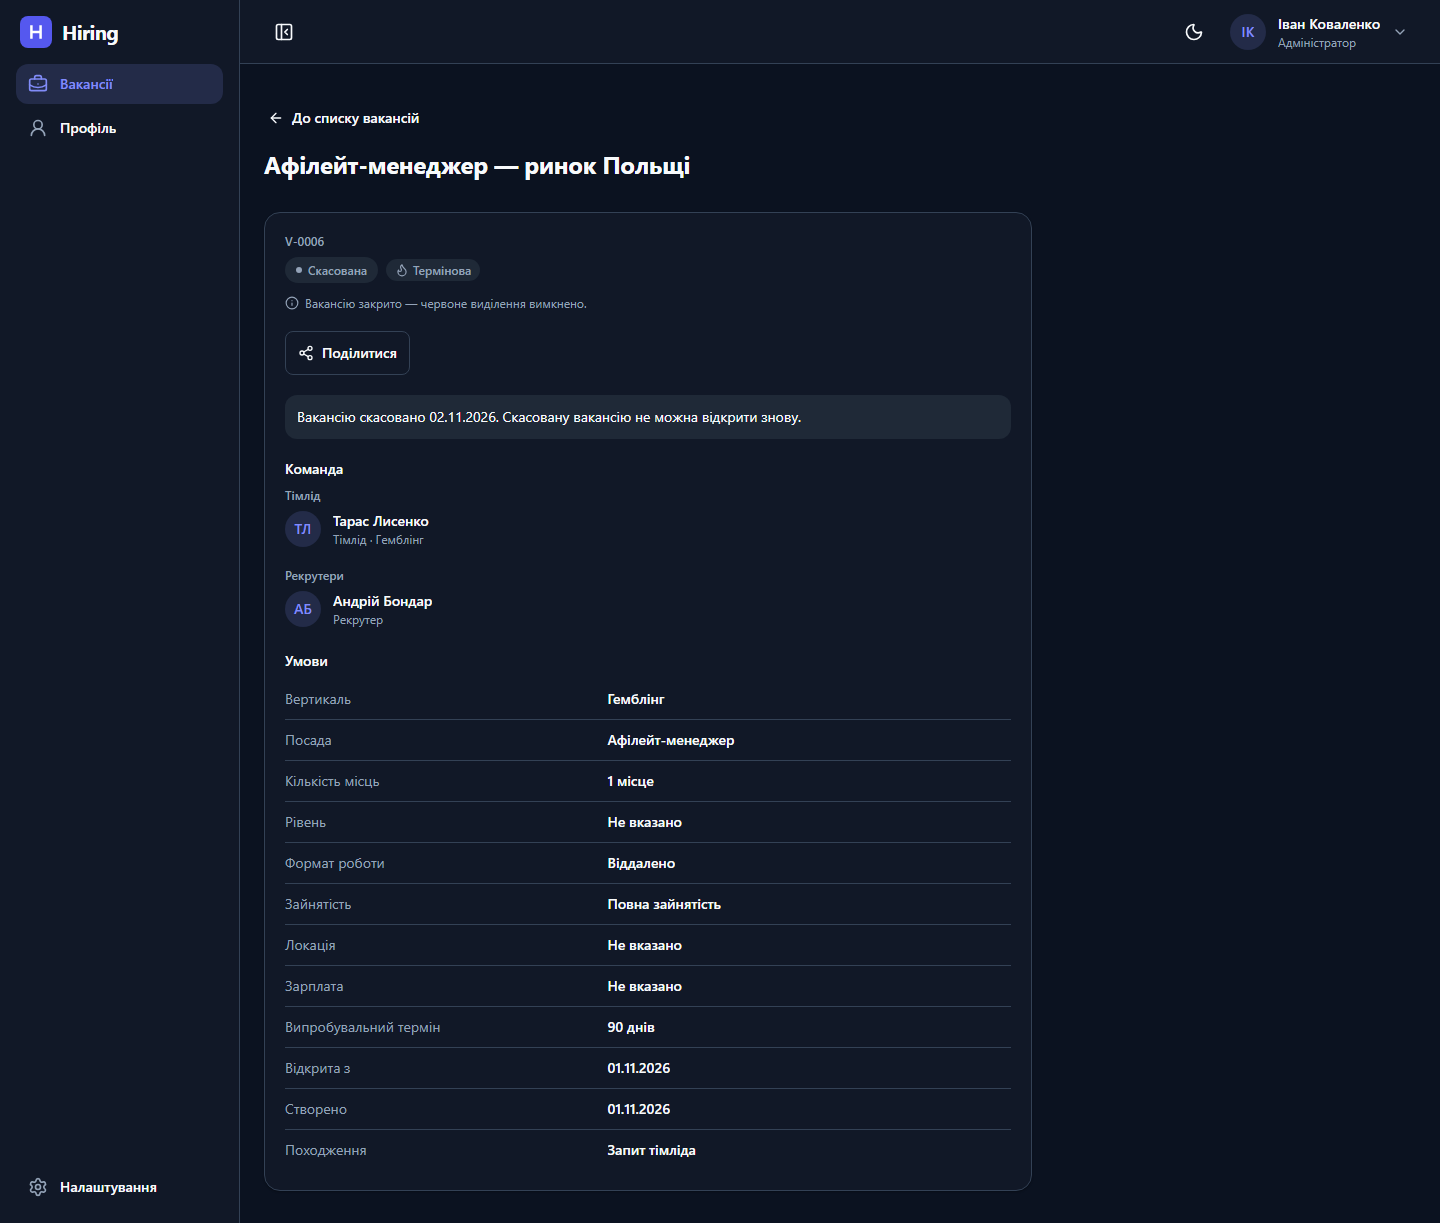 H Hiring
Вакансії
Профіль
Налаштування
ІК
Іван Коваленко
Адміністратор
До списку вакансій
Афілейт-менеджер — ринок Польщі
V-0006
Скасована
Термінова
Вакансію закрито — червоне виділення вимкнено.
Поділитися
Вакансію скасовано 02.11.2026. Скасовану вакансію не можна відкрити знову.
Команда
Тімлід
ТЛ
Тарас Лисенко
Тімлід · Гемблінг
Рекрутери
АБ
Андрій Бондар
Рекрутер
Умови
Вертикаль Гемблінг
Посада Афілейт-менеджер
Кількість місць 1 місце
Рівень Не вказано
Формат роботи Віддалено
Зайнятість Повна зайнятість
Локація Не вказано
Зарплата Не вказано
Випробувальний термін 90 днів
Відкрита з 01.11.2026
Створено 01.11.2026
Походження Запит тімліда